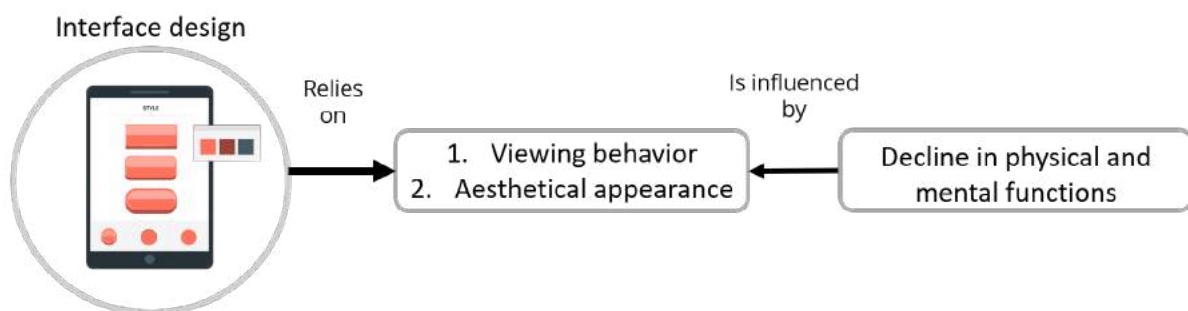 Interface design
STYLE
Relies
on
1. Viewing behavior
2. Aesthetical appearance
Is influenced
by
Decline in physical and
mental functions